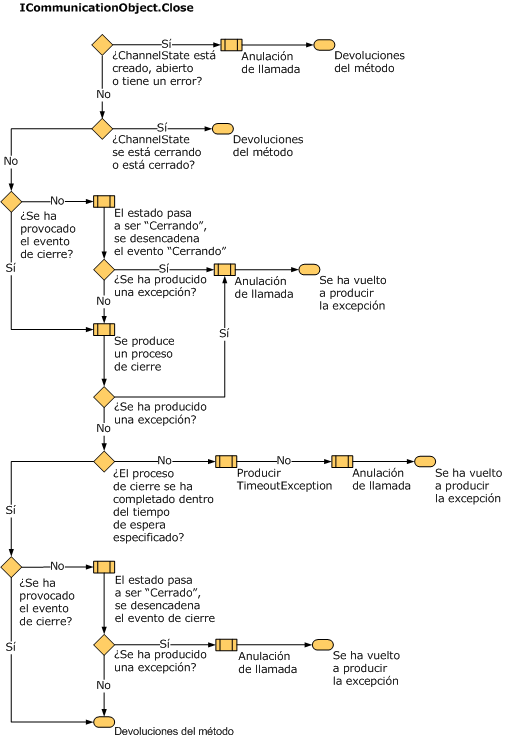 ICommunicationObject.Close
Sí
¿ChannelState está
creado, abierto
o tiene un error?
Anulación
de llamada
Devoluciones
del método
No
Sí
¿ChannelState
se está cerrando
o está cerrado?
Devoluciones
del método
No
No
¿Se ha
provocado
el evento
de cierre?
El estado pasa
a ser “Cerrando”,
se desencadena
el evento “Cerrando”
Sí
Sí
¿Se ha producido
una excepción?
Anulación
de llamada
Se ha vuelto
a producir
la excepción
No
Se produce
un proceso
de cierre
Sí
¿Se ha producido
una excepción?
No
No
No
¿El proceso
de cierre se ha
completado dentro
del tiempo
de espera
especificado?
Producir
TimeoutException
Anulación
de llamada
Se ha vuelto
a producir
la excepción
Sí
No
¿Se ha
provocado
el evento
de cierre?
El estado pasa
a ser “Cerrado”,
se desencadena
el evento de cierre
Sí
Sí
¿Se ha producido
una excepción?
Anulación
de llamada
Se ha vuelto
a producir
la excepción
No
Devoluciones del método